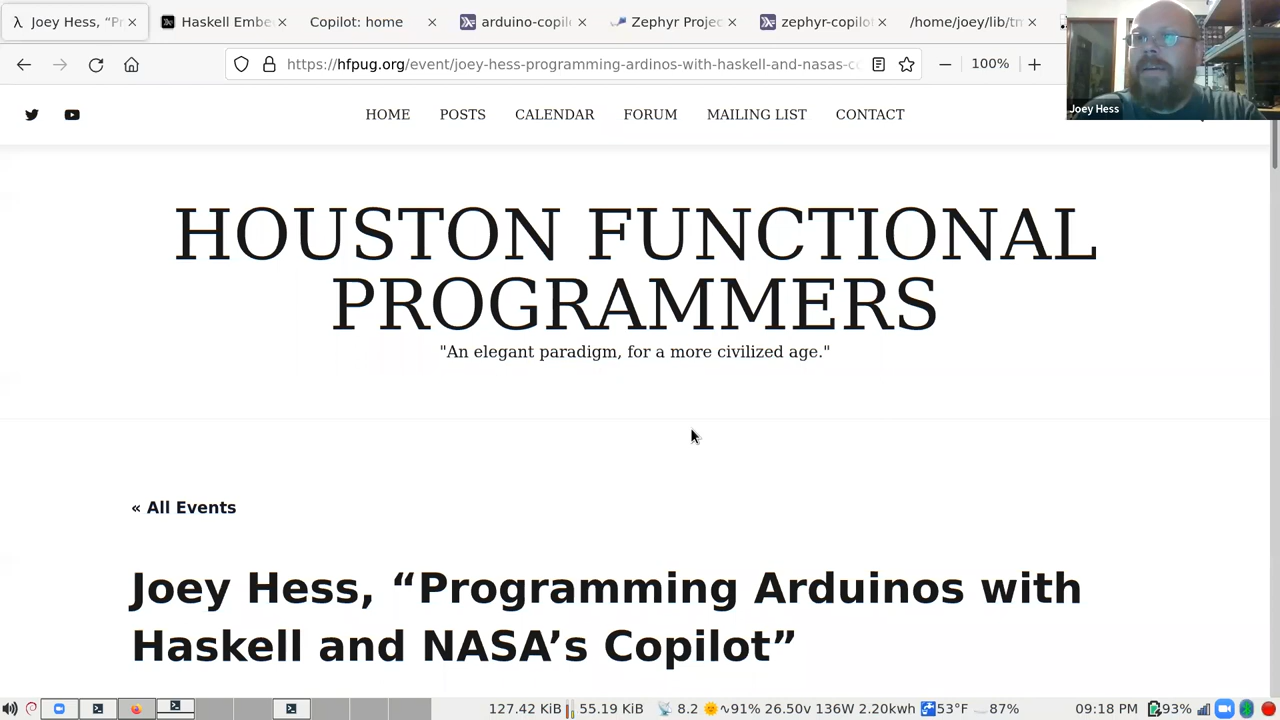 Joey Hess, “Pr
Haskell Embe
Copilot: home
arduino-copil
Zephyr Projec
zephyr-copilot
/home/joey/lib/tm
https://hfpug.org/event/joey-hess-programming-ardinos-with-haskell-and-nasas-co
100%
Joey Hess
HOME POSTS CALENDAR FORUM MAILING LIST CONTACT
HOUSTON FUNCTIONAL
PROGRAMMERS
"An elegant paradigm, for a more civilized age."
« All Events
Joey Hess, “Programming Arduinos with
Haskell and NASA’s Copilot”
127.42 KiB 55.19 KiB 8.2 91% 26.50v 136W 2.20kwh 53°F 87% 09:18 PM 93%